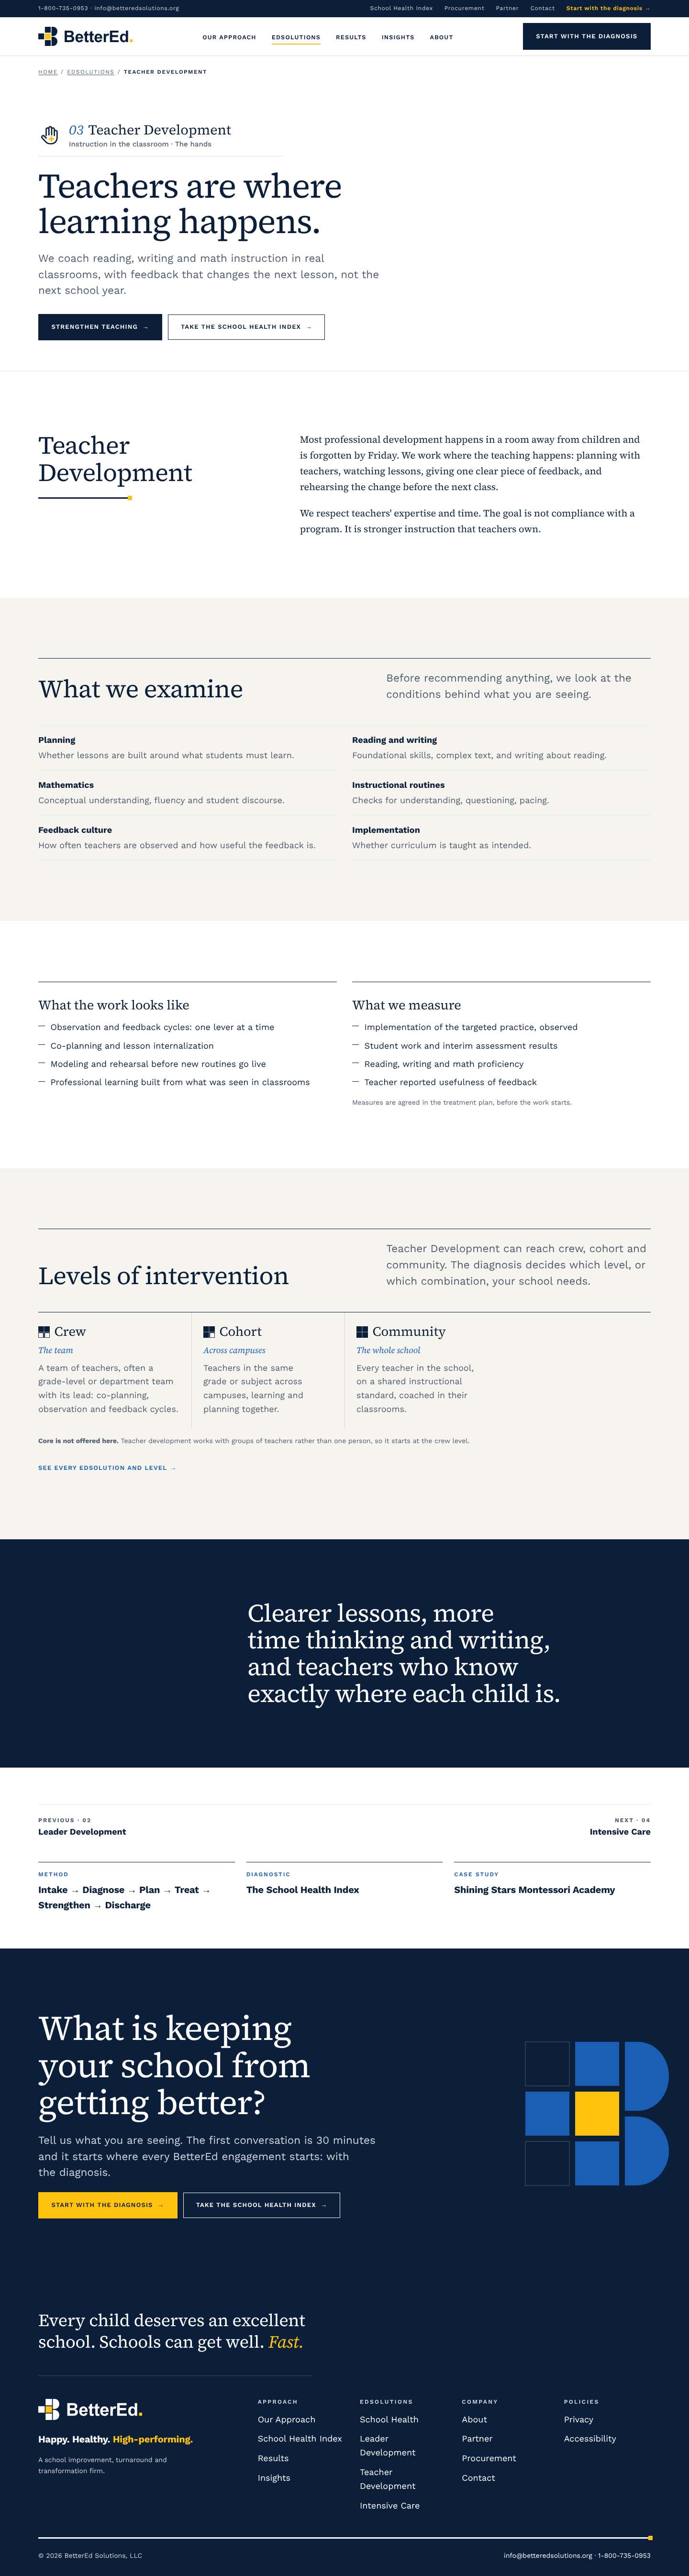 1-800-735-0953 · info@betteredsolutions.org
School Health Index Procurement Partner Contact Start with the diagnosis →
BetterEd.
OUR APPROACH EDSOLUTIONS RESULTS INSIGHTS ABOUT
START WITH THE DIAGNOSIS
HOME / EDSOLUTIONS / TEACHER DEVELOPMENT
03 Teacher Development
Instruction in the classroom · The hands
Teachers are where
learning happens.
We coach reading, writing and math instruction in real
classrooms, with feedback that changes the next lesson, not the
next school year.
STRENGTHEN TEACHING →
TAKE THE SCHOOL HEALTH INDEX →
Teacher
Development
Most professional development happens in a room away from children and
is forgotten by Friday. We work where the teaching happens: planning with
teachers, watching lessons, giving one clear piece of feedback, and
rehearsing the change before the next class.
We respect teachers' expertise and time. The goal is not compliance with a
program. It is stronger instruction that teachers own.
What we examine
Before recommending anything, we look at the
conditions behind what you are seeing.
Planning
Whether lessons are built around what students must learn.
Reading and writing
Foundational skills, complex text, and writing about reading.
Mathematics
Conceptual understanding, fluency and student discourse.
Instructional routines
Checks for understanding, questioning, pacing.
Feedback culture
How often teachers are observed and how useful the feedback is.
Implementation
Whether curriculum is taught as intended.
What the work looks like
— Observation and feedback cycles: one lever at a time
— Co-planning and lesson internalization
— Modeling and rehearsal before new routines go live
— Professional learning built from what was seen in classrooms
What we measure
— Implementation of the targeted practice, observed
— Student work and interim assessment results
— Reading, writing and math proficiency
— Teacher reported usefulness of feedback
Measures are agreed in the treatment plan, before the work starts.
Levels of intervention
Teacher Development can reach crew, cohort and
community. The diagnosis decides which level, or
which combination, your school needs.
Crew
The team
A team of teachers, often a
grade-level or department team
with its lead: co-planning,
observation and feedback cycles.
Cohort
Across campuses
Teachers in the same
grade or subject across
campuses, learning and
planning together.
Community
The whole school
Every teacher in the school,
on a shared instructional
standard, coached in their
classrooms.
Core is not offered here. Teacher development works with groups of teachers rather than one person, so it starts at the crew level.
SEE EVERY EDSOLUTION AND LEVEL →
Clearer lessons, more
time thinking and writing,
and teachers who know
exactly where each child is.
PREVIOUS · 02
Leader Development
NEXT · 04
Intensive Care
METHOD
Intake → Diagnose → Plan → Treat →
Strengthen → Discharge
DIAGNOSTIC
The School Health Index
CASE STUDY
Shining Stars Montessori Academy
What is keeping
your school from
getting better?
Tell us what you are seeing. The first conversation is 30 minutes
and it starts where every BetterEd engagement starts: with
the diagnosis.
START WITH THE DIAGNOSIS →
TAKE THE SCHOOL HEALTH INDEX →
Every child deserves an excellent
school. Schools can get well. Fast.
BetterEd.
Happy. Healthy. High-performing.
A school improvement, turnaround and
transformation firm.
APPROACH
Our Approach
School Health Index
Results
Insights
EDSOLUTIONS
School Health
Leader
Development
Teacher
Development
Intensive Care
COMPANY
About
Partner
Procurement
Contact
POLICIES
Privacy
Accessibility
© 2026 BetterEd Solutions, LLC
info@betteredsolutions.org · 1-800-735-0953